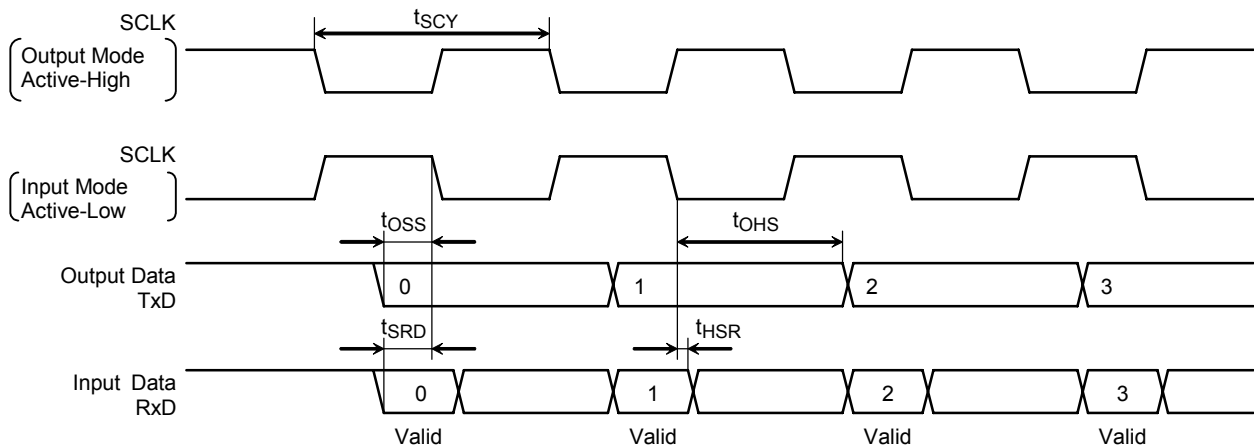 SCLK
Output Mode
Active-High
tSCY
SCLK
Input Mode
Active-Low
tOSS
tOHS
Output Data
TxD
0
1
2
3
tSRD
tHSR
Input Data
RxD
0
1
2
3
Valid
Valid
Valid
Valid